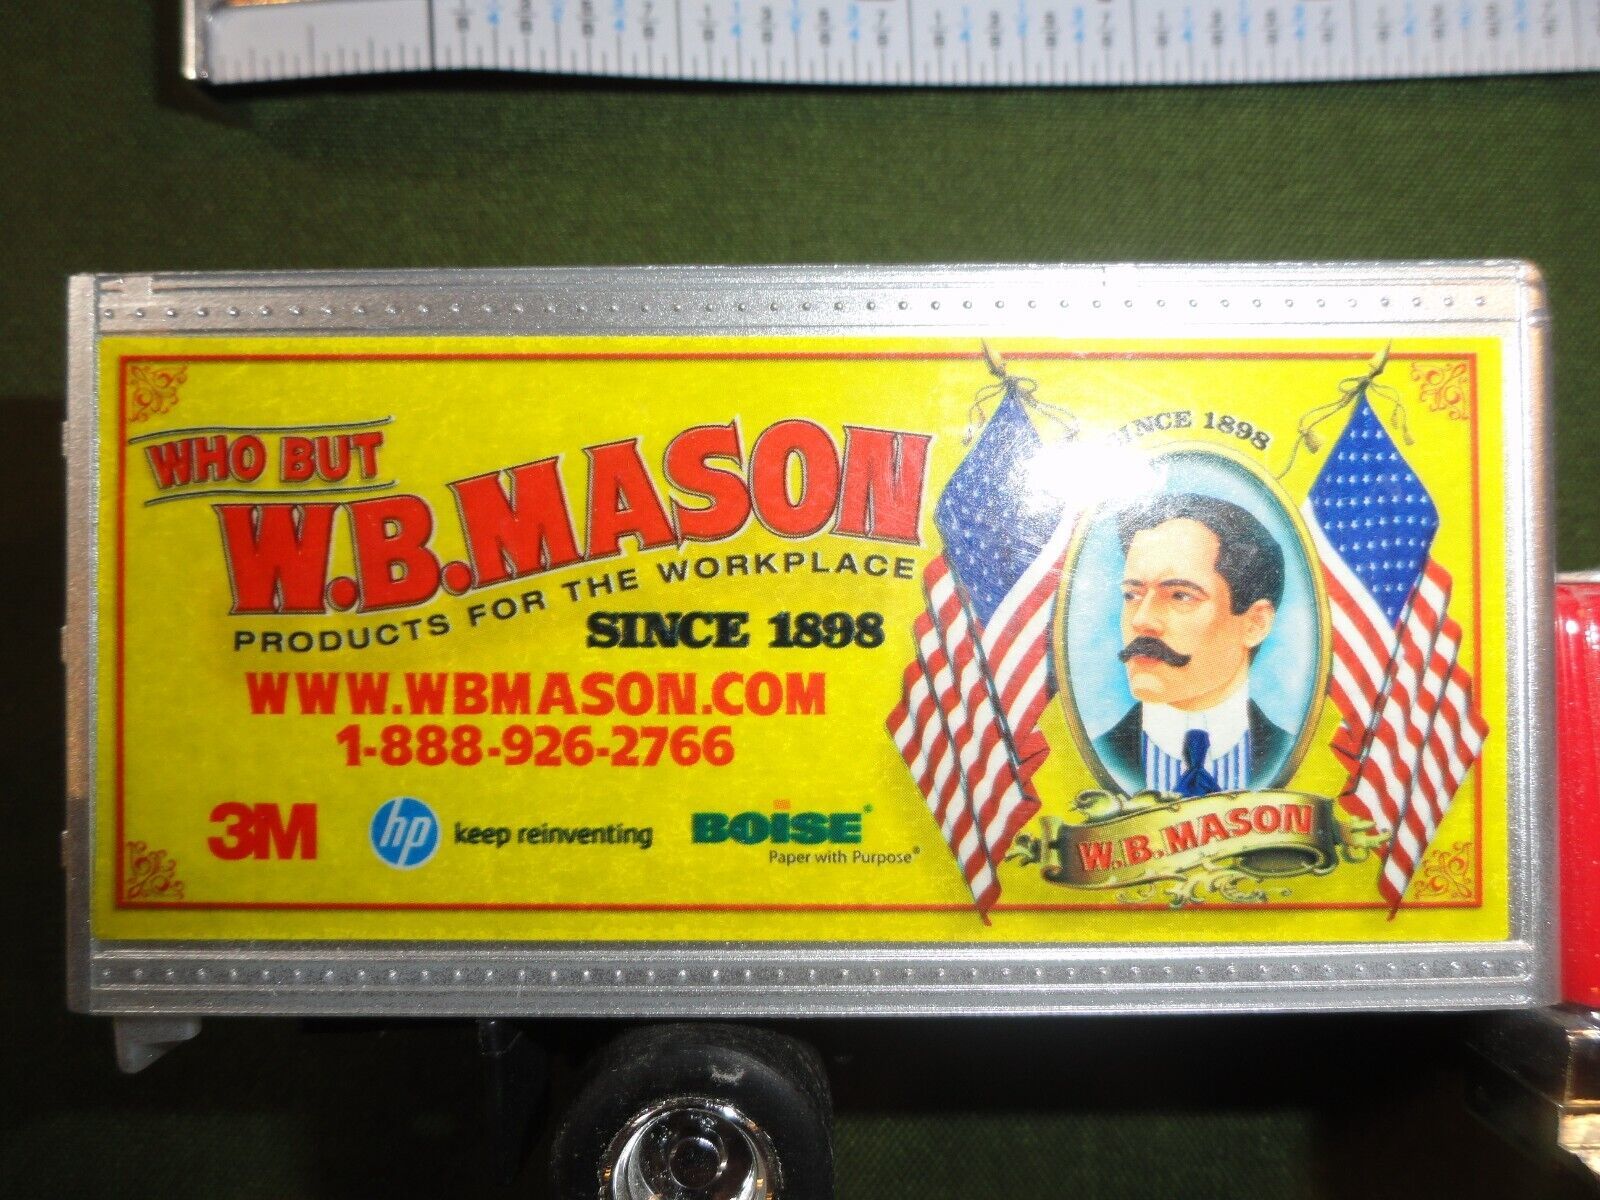 WHO BUT
W.B.MASON
PRODUCTS FOR THE WORKPLACE
SINCE 1898
WWW.WBMASON.COM
1-888-926-2766
3M
hp keep reinventing
BOISE®
Paper with Purpose®
SINCE 1898
W.B.MASON